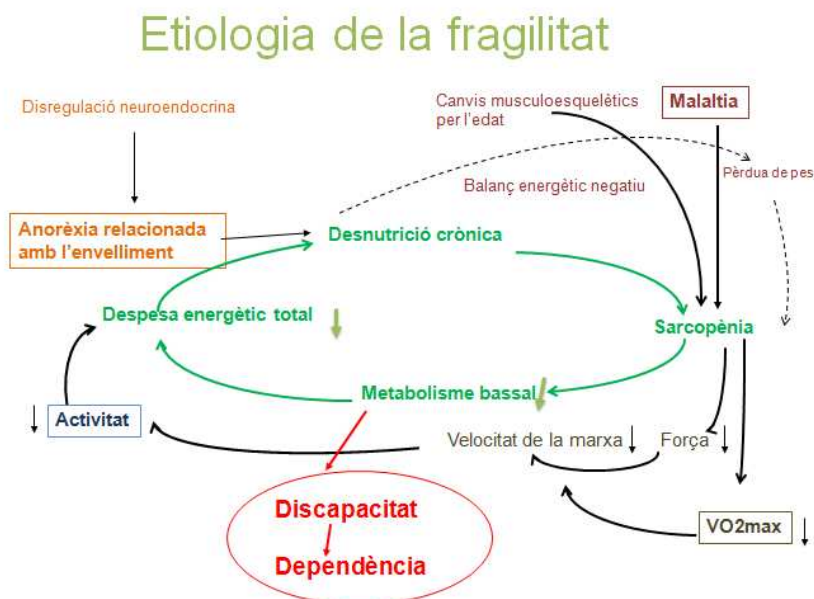 Etiologia de la fragilitat
Disregulació neuroendocrina
Canvis musculoesquelètics
per l'edat
Malaltia
Balanç energètic negatiu
Pèrdua de pes
Anorèxia relacionada
amb l'envelliment
Desnutrició crònica
Despesa energètic total
Sarcopènia
Metabolisme bassal
Activitat
Velocitat de la marxa
Força
Discapacitat
VO2max
Dependència